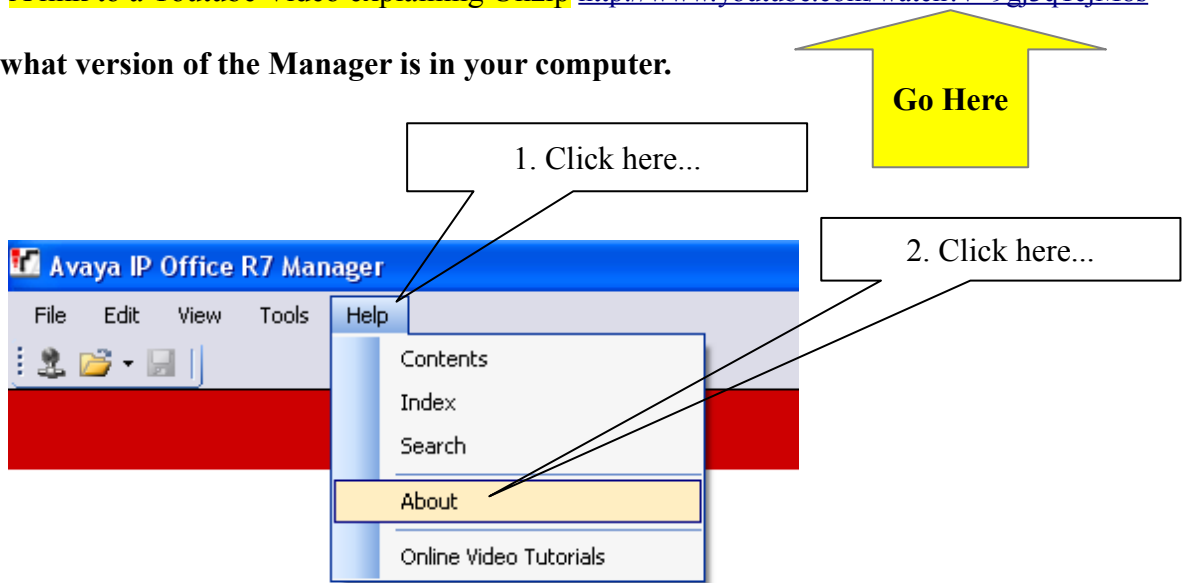 what version of the Manager is in your computer.
Go Here
1. Click here...
2. Click here...
Avaya IP Office R7 Manager
File Edit View Tools Help
Contents
Index
Search
About
Online Video Tutorials